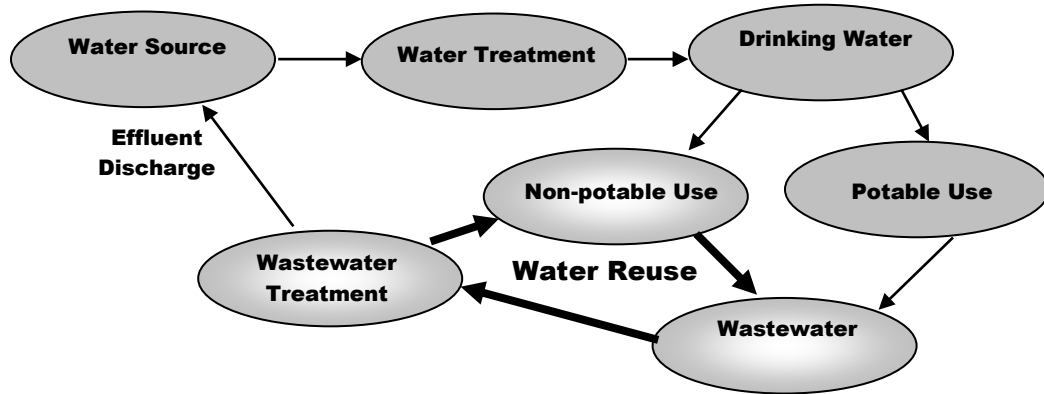 Water Source
Water Treatment
Drinking Water
Effluent
Discharge
Non-potable Use
Potable Use
Wastewater
Treatment
Water Reuse
Wastewater